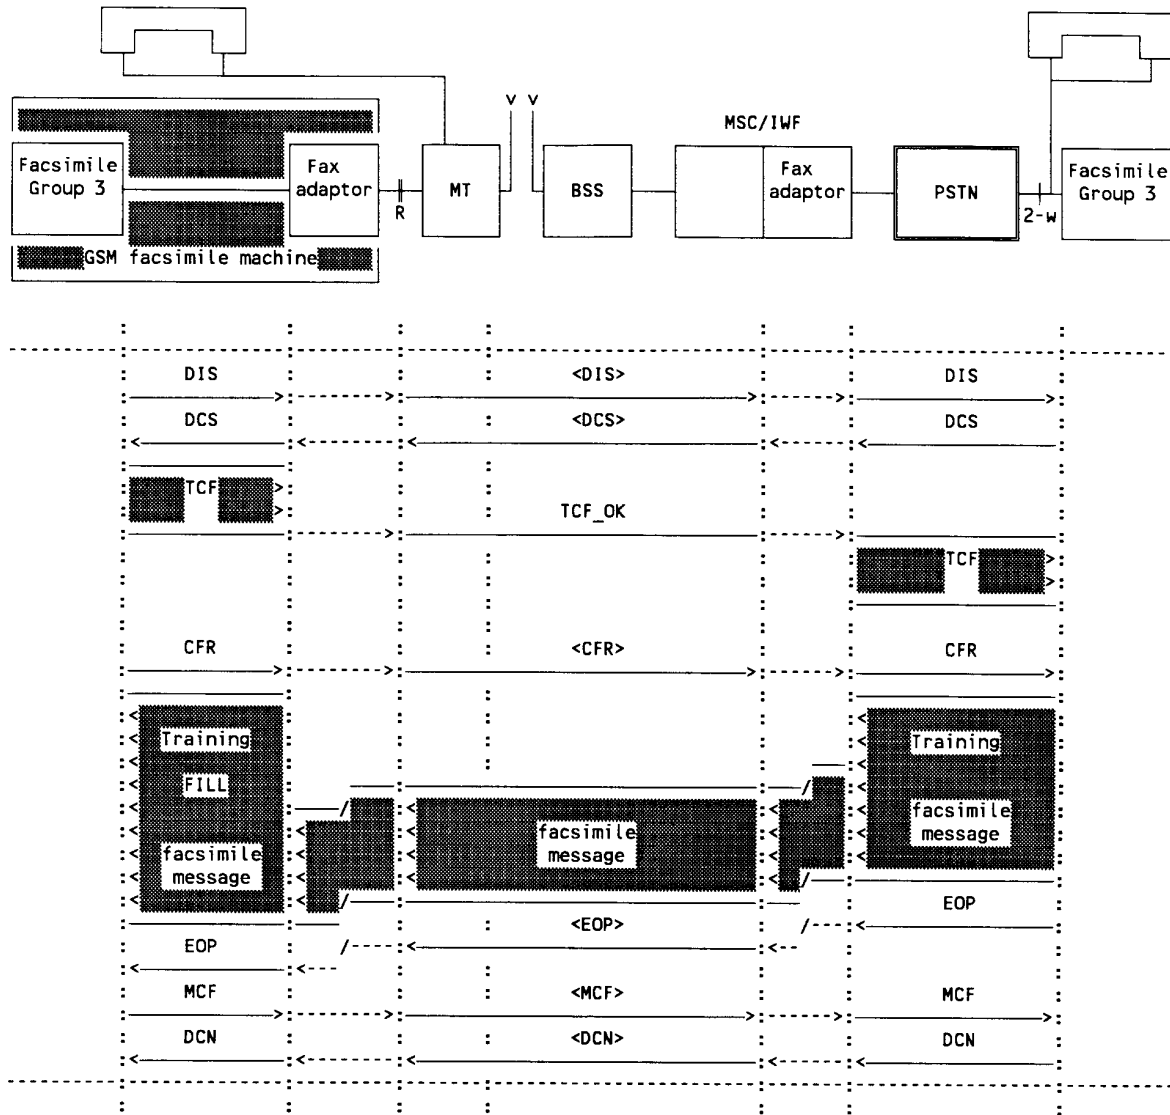 MSC/IWF
Facsimile
Group 3
Fax
adaptor
R
MT
BSS
Fax
adaptor
PSTN
2-w
Facsimile
Group 3
GSM facsimile machine
DIS <DIS> DIS
DCS <DCS> DCS
TCF
TCF_OK
TCF
CFR <CFR> CFR
Training Training
FILL
facsimile
message
facsimile
message
facsimile
message
EOP
<EOP>
EOP
MCF <MCF> MCF
DCN <DCN> DCN